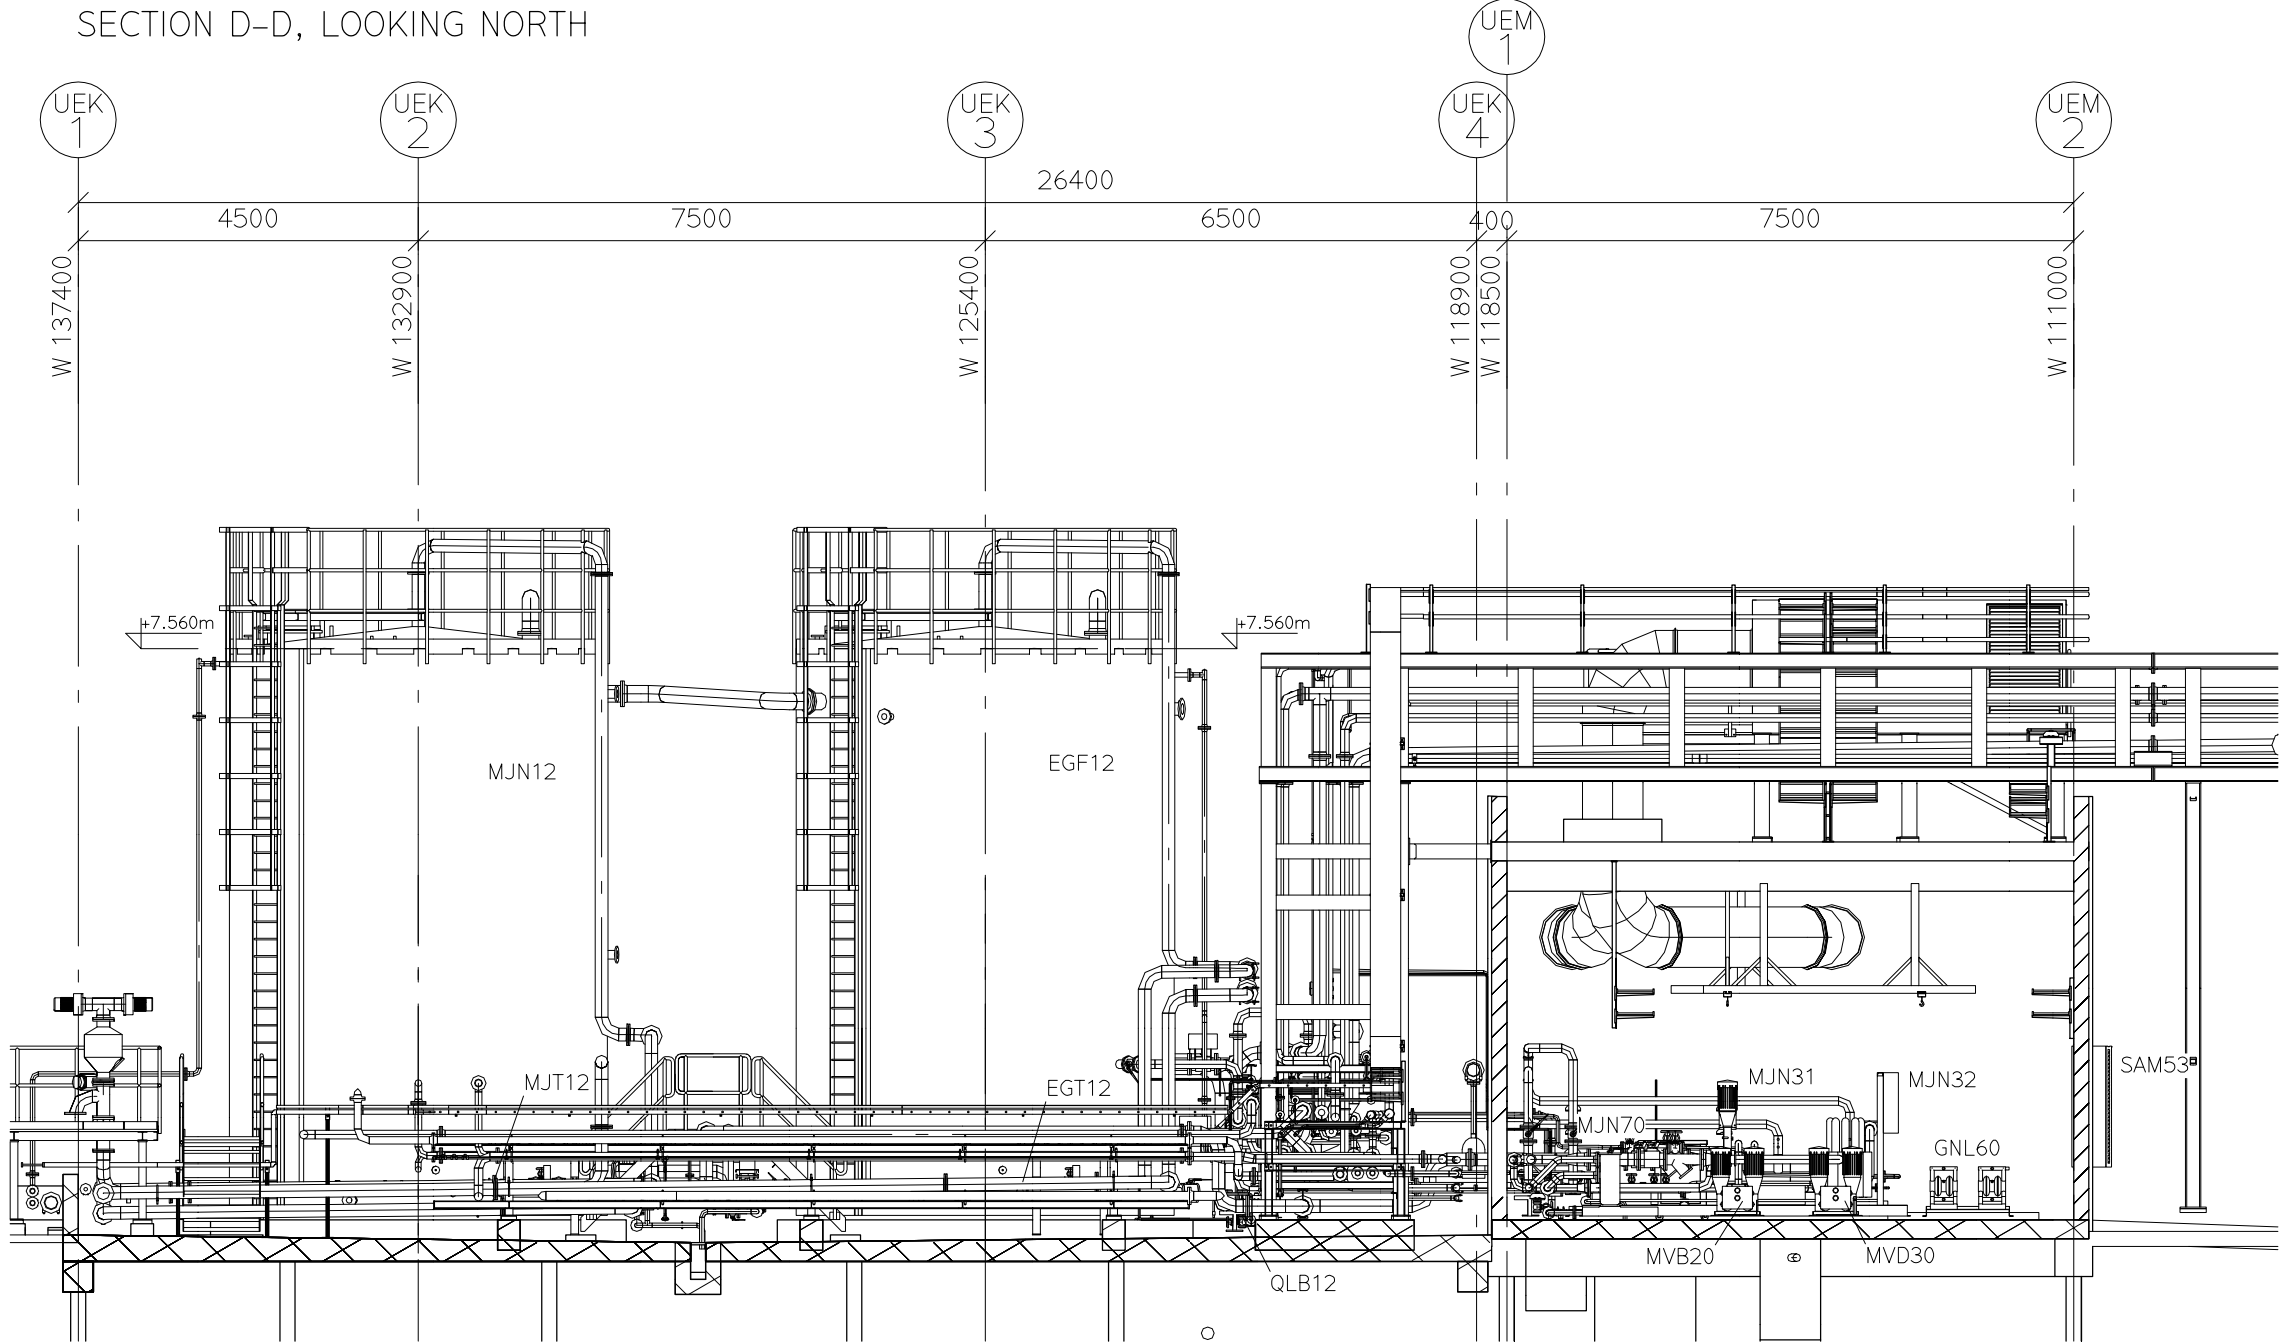 SECTION D-D, LOOKING NORTH
UEM
1
UEK
1
UEK
2
UEK
3
UEK
4
UEM
2
26400
4500
7500
6500
400
7500
W 137400
W 132900
W 125400
W 118900
W 118500
W 111000
+7.560m
+7.560m
MJN12
EGF12
MJT12
EGT12
MJN31
MJN32
SAM53
MJN70
GNL60
MVB20
MVD30
QLB12